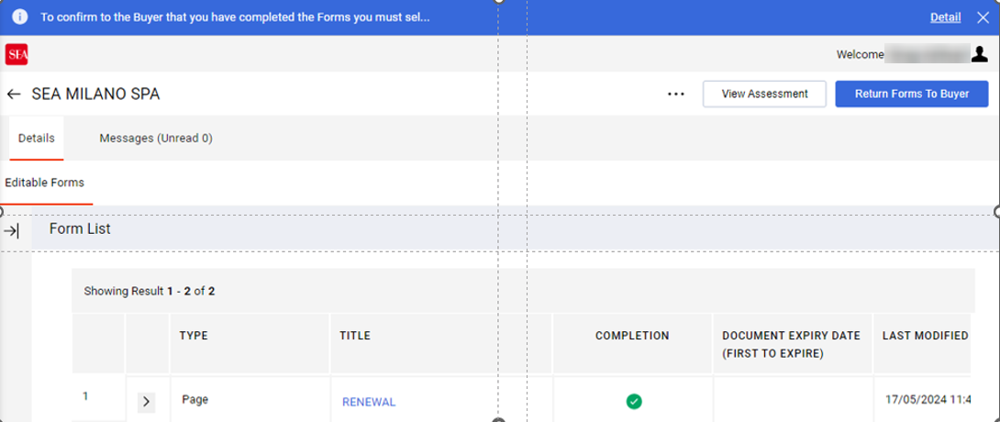 To confirm to the Buyer that you have completed the Forms you must sel...
Detail
SEA
Welcome
SEA MILANO SPA
View Assessment
Return Forms To Buyer
Details
Messages (Unread 0)
Editable Forms
Form List
Showing Result 1 - 2 of 2
TYPE
TITLE
COMPLETION
DOCUMENT EXPIRY DATE
(FIRST TO EXPIRE)
LAST MODIFIED
1
Page
RENEWAL
17/05/2024 11:4